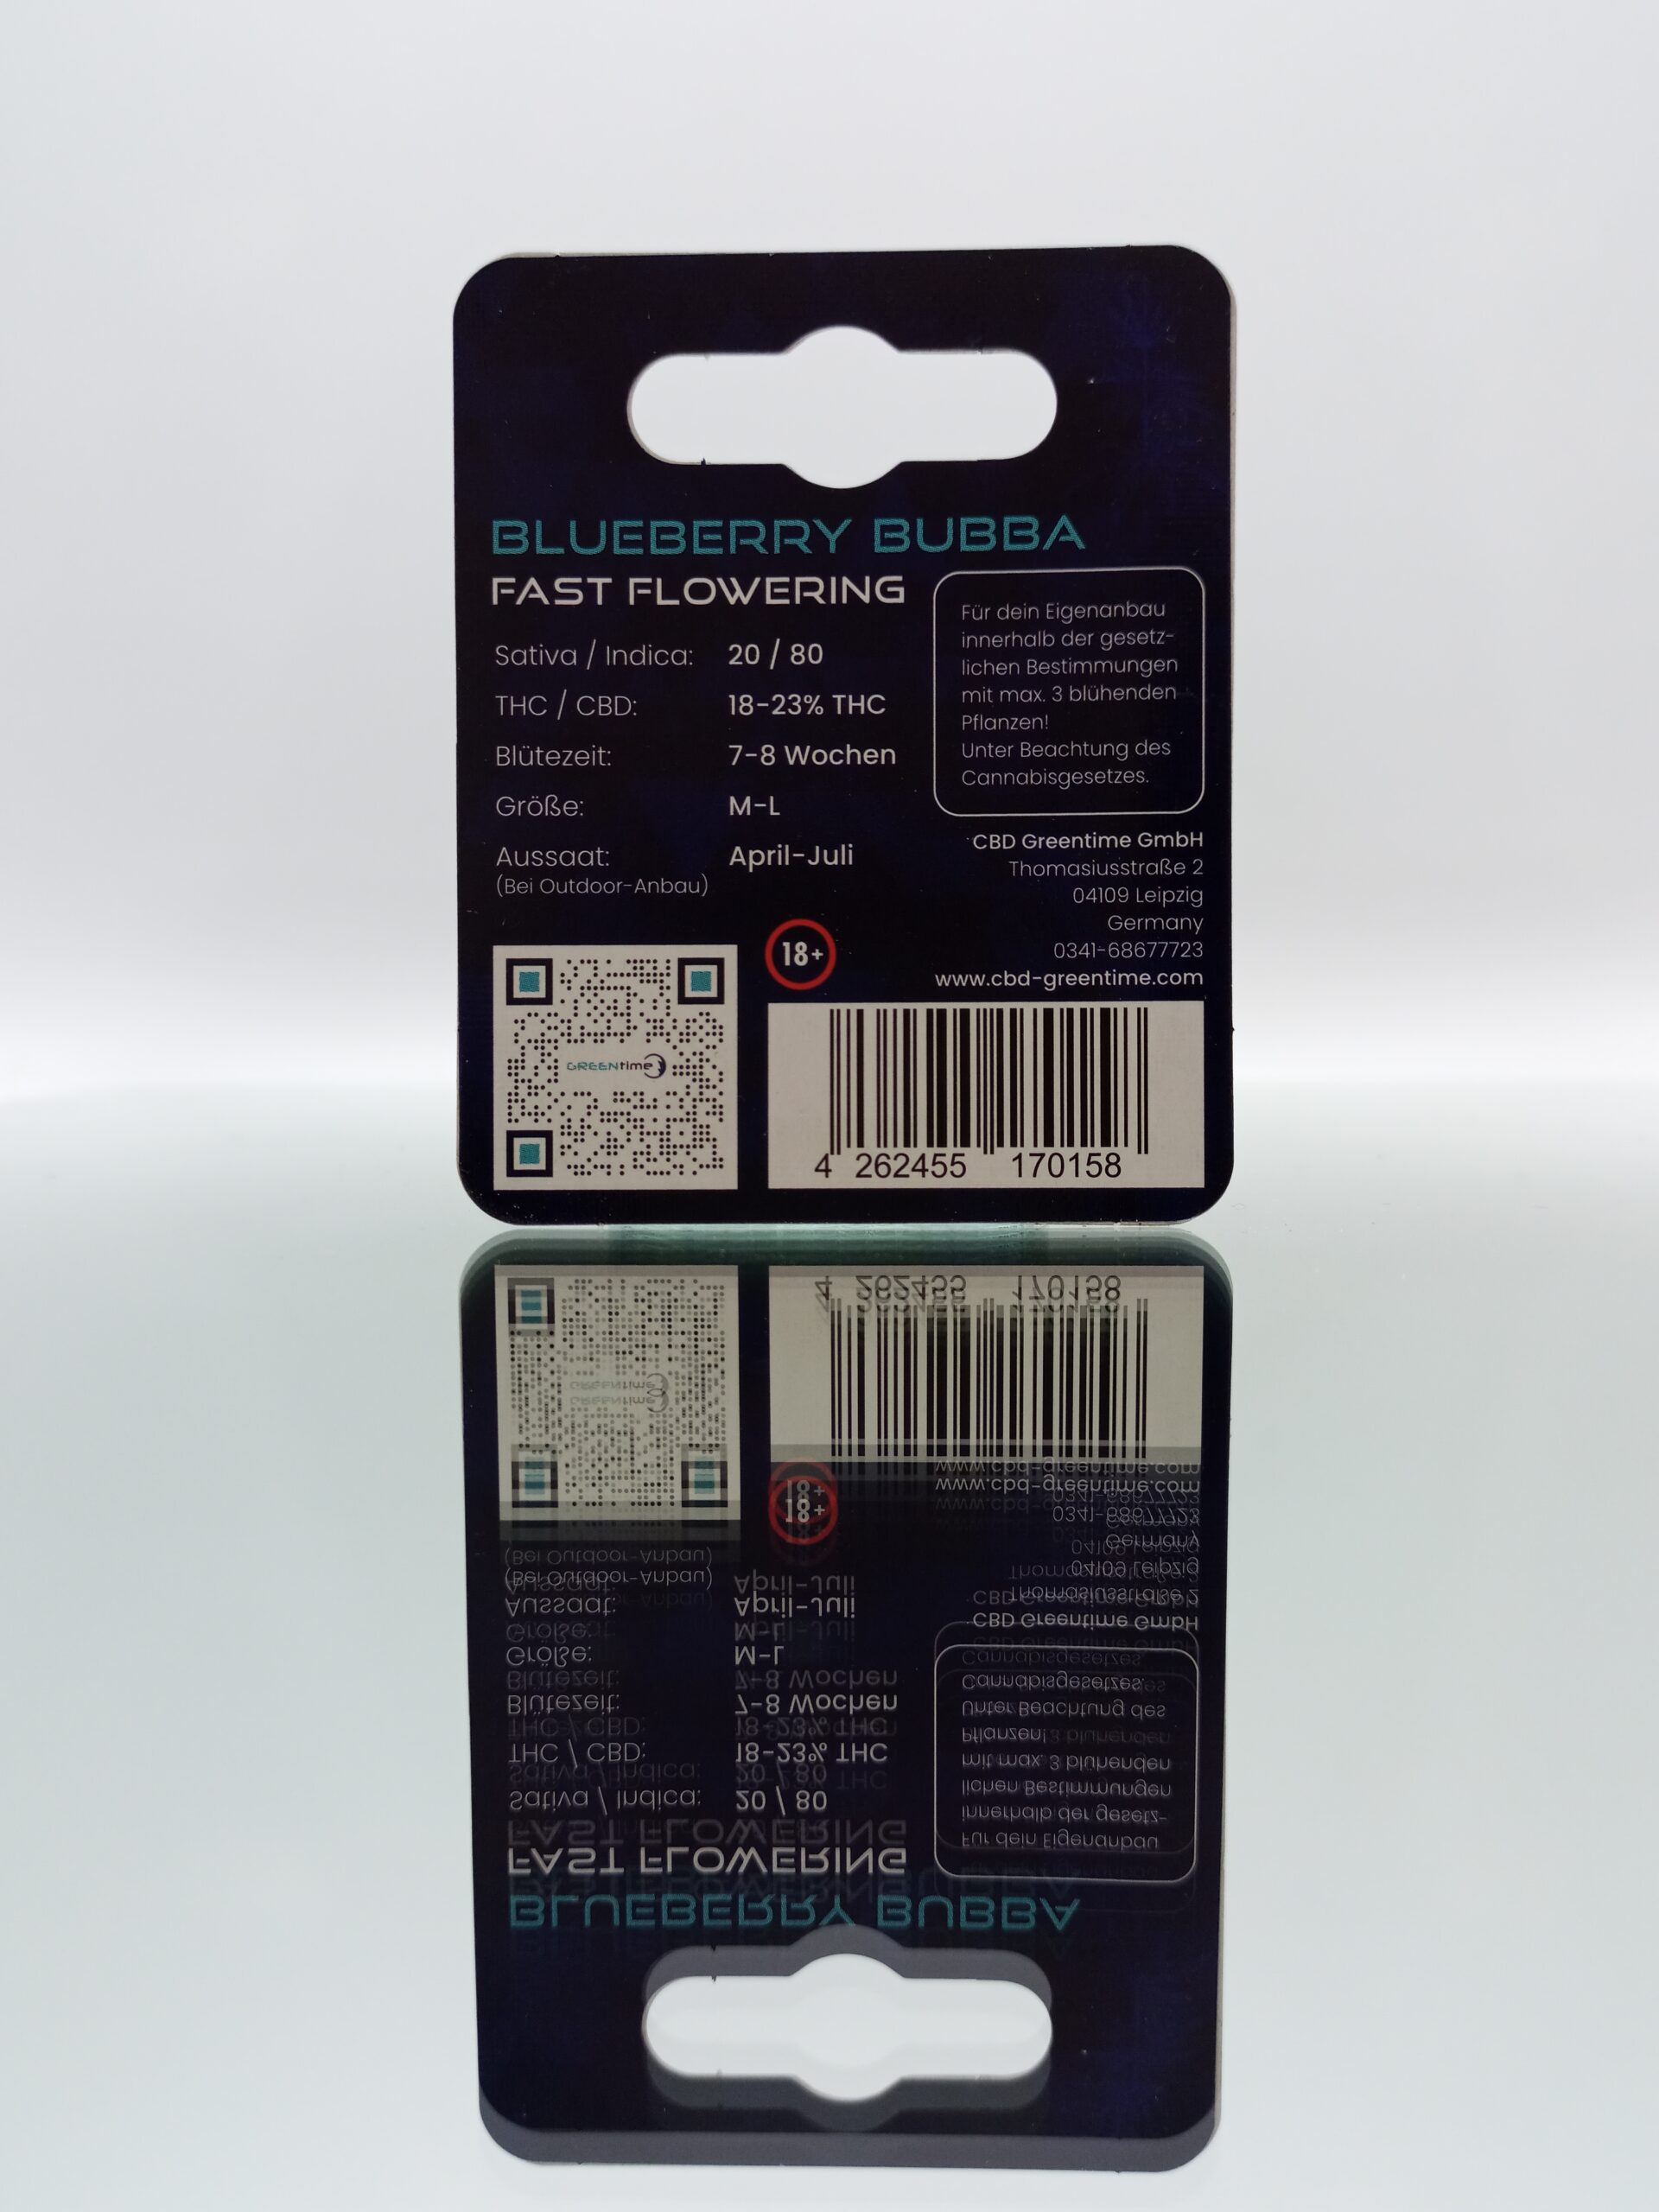 BLUEBERRY BUBBA
FAST FLOWERING
Sativa / Indica: 20 / 80
THC / CBD: 18-23% THC
Blütezeit: 7-8 Wochen
Größe: M-L
Aussaat: April-Juli
(Bei Outdoor-Anbau)
Für dein Eigenanbau
innerhalb der gesetz-
lichen Bestimmungen
mit max. 3 blühenden
Pflanzen!
Unter Beachtung des
Cannabisgesetzes.
CBD Greentime GmbH
Thomasiusstraße 2
04109 Leipzig
Germany
0341-68677723
www.cbd-greentime.com
18+
GREENtime
4 262455 170158